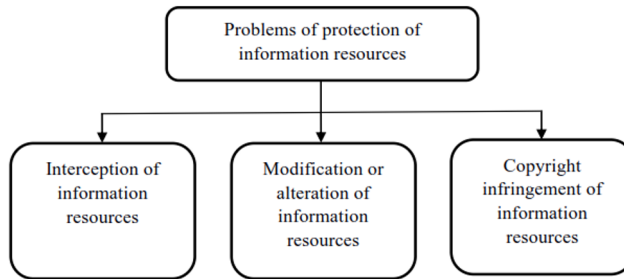 Problems of protection of
information resources
Interception of
information
resources
Modification or
alteration of
information
resources
Copyright
infringement of
information
resources